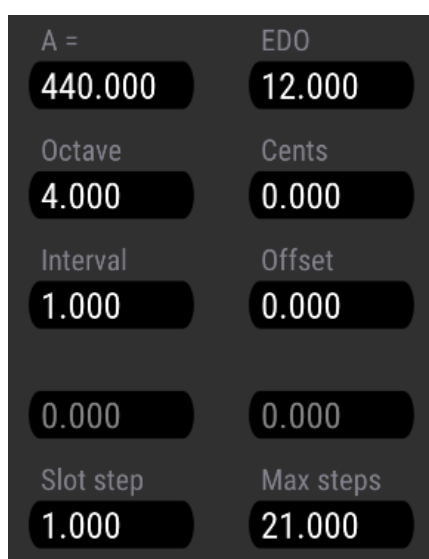 A = EDO
440.000 12.000
Octave Cents
4.000 0.000
Interval Offset
1.000 0.000
0.000 0.000
Slot step Max steps
1.000 21.000